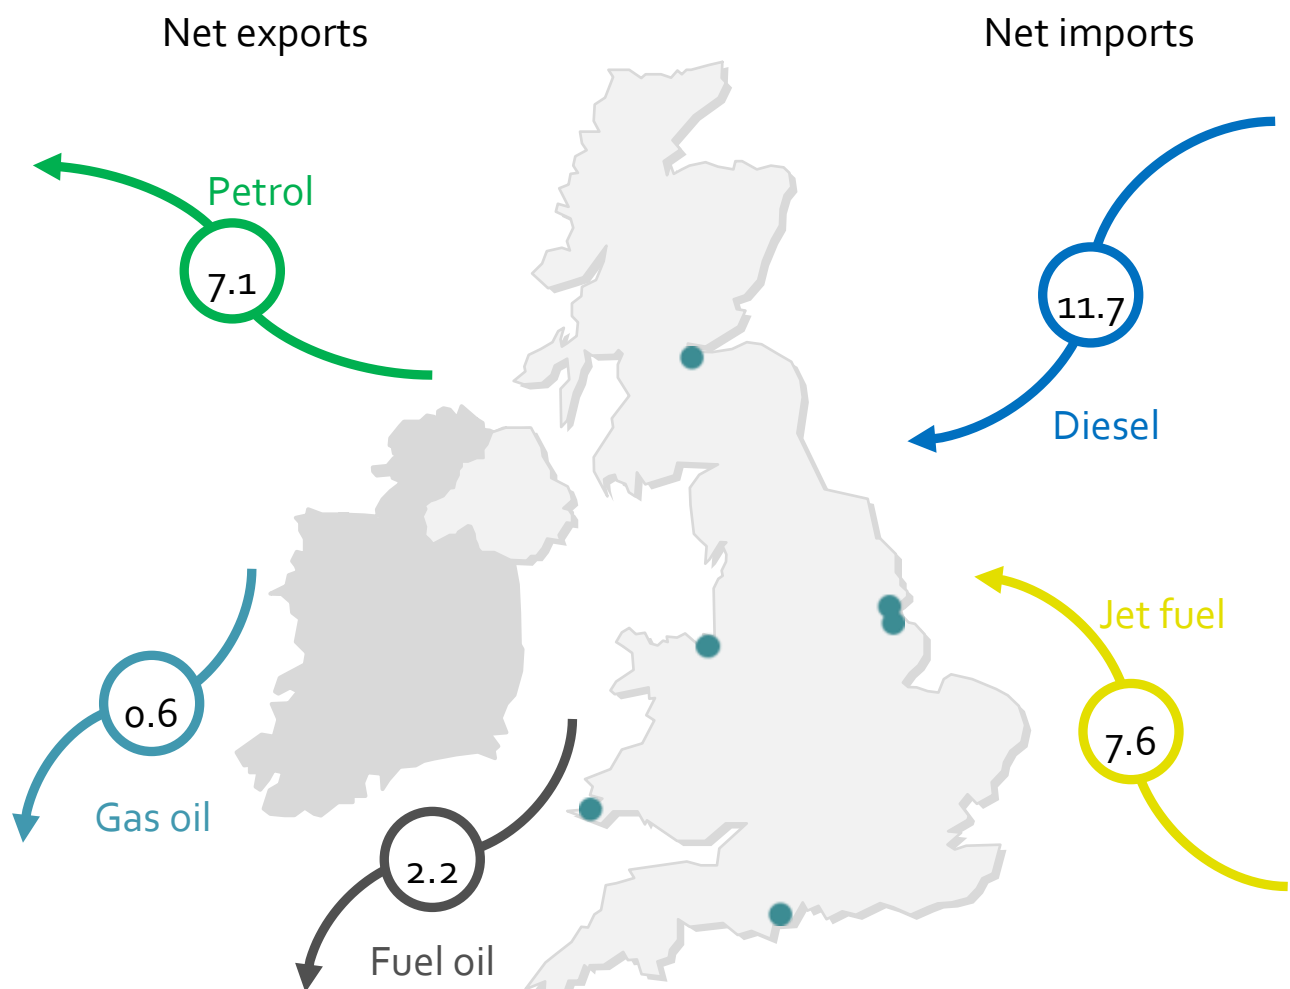 Net exports
Net imports
Petrol
7.1
11.7
Diesel
Jet fuel
7.6
0.6
Gas oil
2.2
Fuel oil